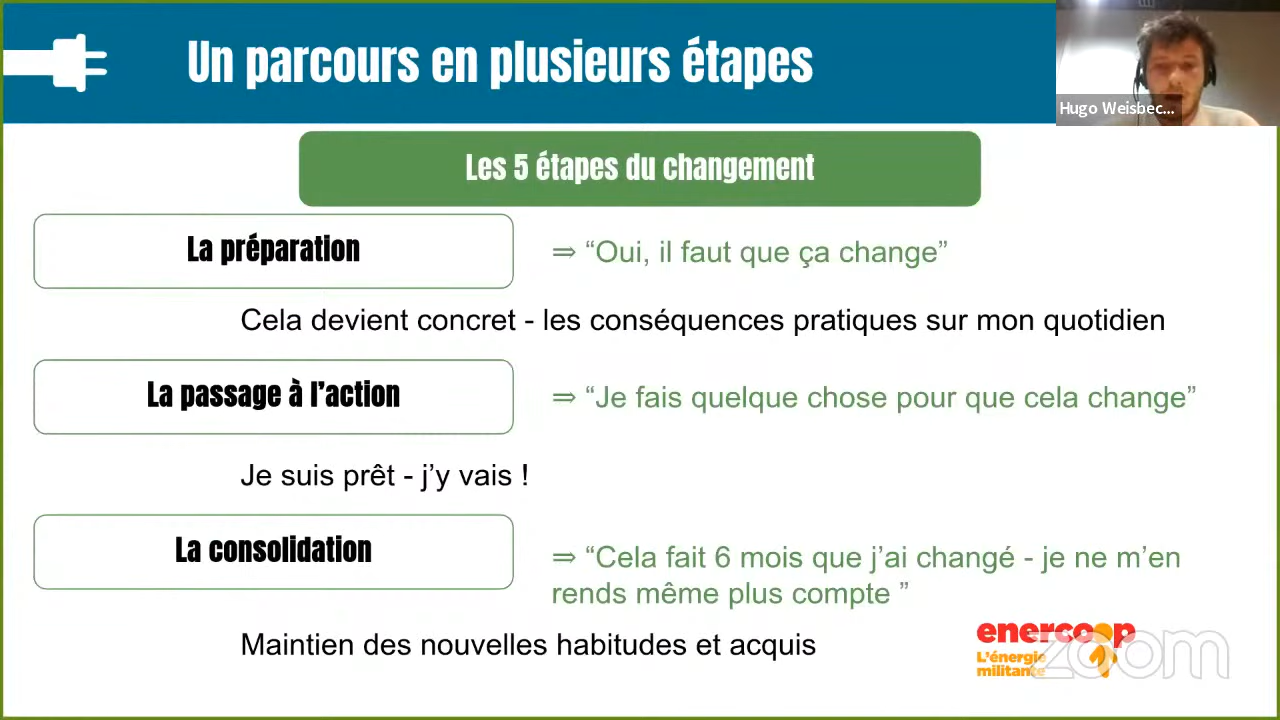 Un parcours en plusieurs étapes
Hugo Weisbec...
Les 5 étapes du changement
La préparation
⇒ “Oui, il faut que ça change”
Cela devient concret - les conséquences pratiques sur mon quotidien
La passage à l’action
⇒ “Je fais quelque chose pour que cela change”
Je suis prêt - j’y vais !
La consolidation
⇒ “Cela fait 6 mois que j’ai changé - je ne m’en
rends même plus compte ”
Maintien des nouvelles habitudes et acquis
enercoop
L’énergie
militante
zoom